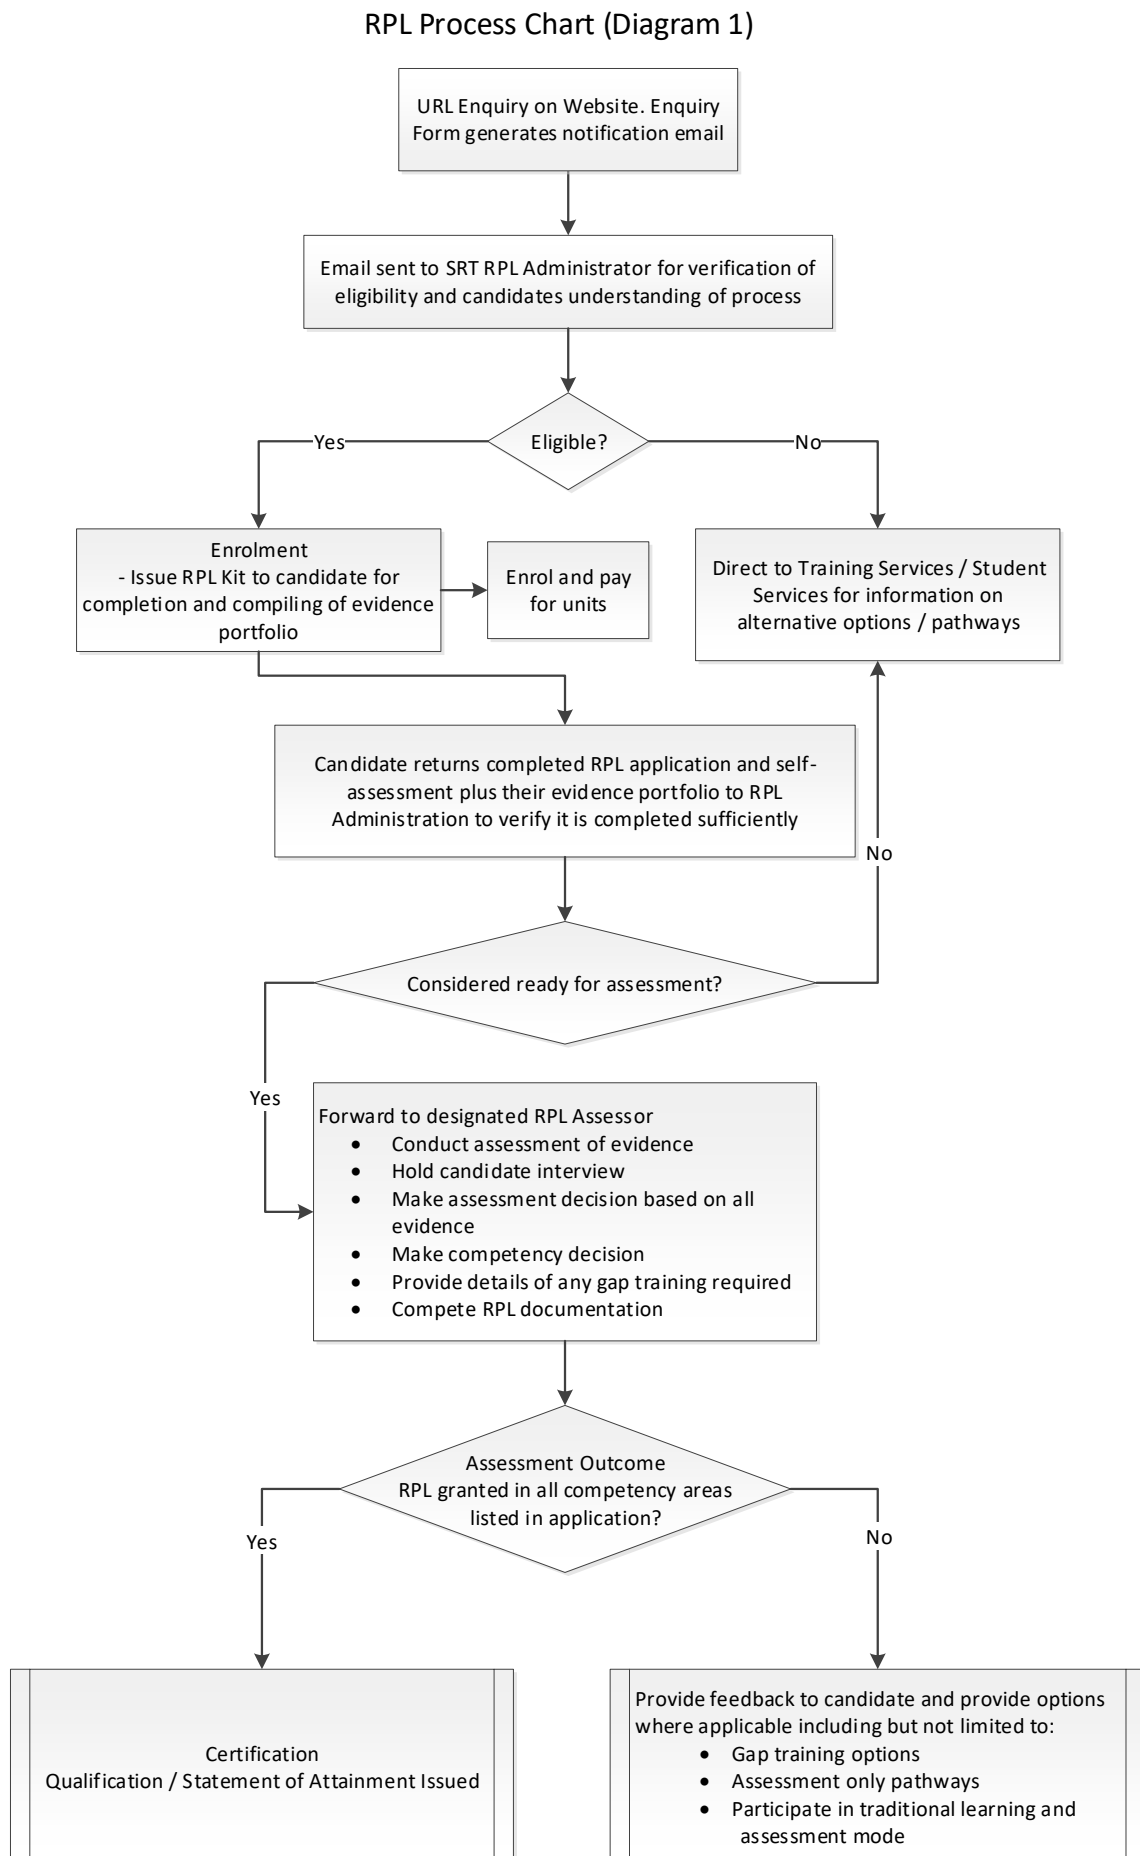 RPL Process Chart (Diagram 1)
URL Enquiry on Website. Enquiry
Form generates notification email
Email sent to SRT RPL Administrator for verification of
eligibility and candidates understanding of process
Eligible?
Yes
No
Enrolment
- Issue RPL Kit to candidate for
completion and compiling of evidence
portfolio
Enrol and pay
for units
Direct to Training Services / Student
Services for information on
alternative options / pathways
Candidate returns completed RPL application and self-
assessment plus their evidence portfolio to RPL
Administration to verify it is completed sufficiently
No
Considered ready for assessment?
Yes
Forward to designated RPL Assessor
• Conduct assessment of evidence
• Hold candidate interview
• Make assessment decision based on all
evidence
• Make competency decision
• Provide details of any gap training required
• Compete RPL documentation
Assessment Outcome
RPL granted in all competency areas
listed in application?
Yes
No
Certification
Qualification / Statement of Attainment Issued
Provide feedback to candidate and provide options
where applicable including but not limited to:
• Gap training options
• Assessment only pathways
• Participate in traditional learning and
assessment mode